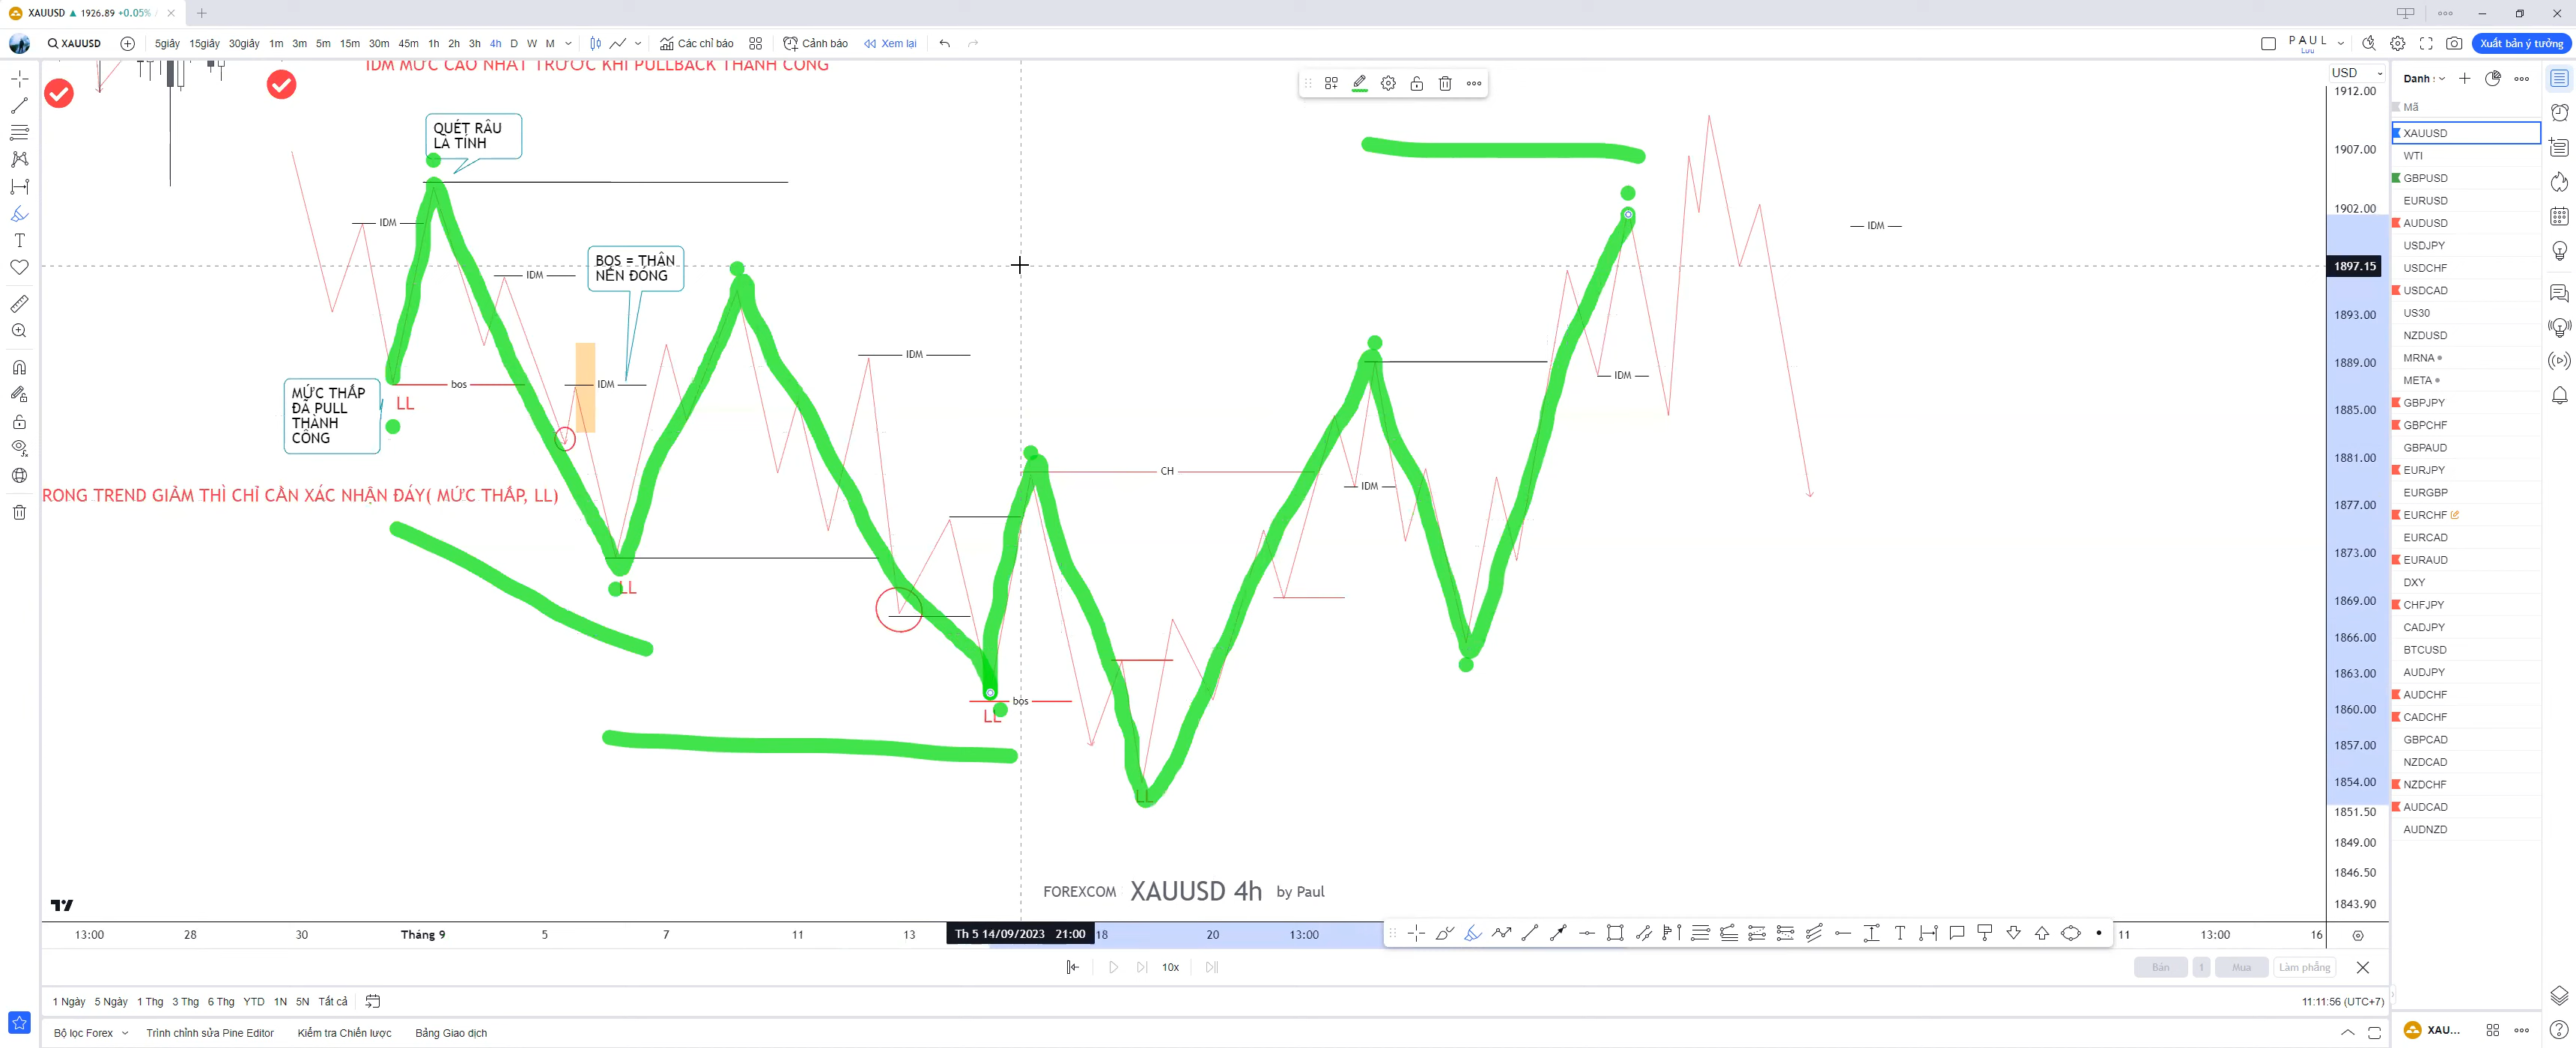 XAUUSD ▲ 1926.89 +0.05%
XAUUSD
5giây 15giây 30giây 1m 3m 5m 15m 30m 45m 1h 2h 3h 4h D W M
Các chỉ báo
Cảnh báo
Xem lại
PAUL
Lưu
Xuất bản ý tưởng
IDM MỨC CAO NHẤT TRƯỚC KHI PULLBACK THÀNH CÔNG
QUÉT RÂU
LÀ TÍNH
IDM
IDM
BOS = THÂN
NẾN ĐÓNG
IDM
IDM
bos
LL
MỨC THẤP
ĐÃ PULL
THÀNH
CÔNG
RONG TREND GIẢM THÌ CHỈ CẦN XÁC NHẬN ĐÁY( MỨC THẤP, LL)
LL
CH
IDM
IDM
IDM
bos
LL
LL
FOREXCOM XAUUSD 4h by Paul
USD
1912.00
1907.00
1902.00
1897.15
1893.00
1889.00
1885.00
1881.00
1877.00
1873.00
1869.00
1866.00
1863.00
1860.00
1857.00
1854.00
1851.50
1849.00
1846.50
1843.90
13:00 28 30 Tháng 9 5 7 11 13 Th 5 14/09/2023 21:00 18 20 13:00 11 13:00 16
10x
Bán 1 Mua Làm phẳng
1 Ngày 5 Ngày 1 Thg 3 Thg 6 Thg YTD 1N 5N Tất cả
11:11:56 (UTC+7)
Bộ lọc Forex Trình chỉnh sửa Pine Editor Kiểm tra Chiến lược Bảng Giao dịch
Danh
Mã
XAUUSD
WTI
GBPUSD
EURUSD
AUDUSD
USDJPY
USDCHF
USDCAD
US30
NZDUSD
MRNA
META
GBPJPY
GBPCHF
GBPAUD
EURJPY
EURGBP
EURCHF
EURCAD
EURAUD
DXY
CHFJPY
CADJPY
BTCUSD
AUDJPY
AUDCHF
CADCHF
GBPCAD
NZDCAD
NZDCHF
AUDCAD
AUDNZD
XAU...